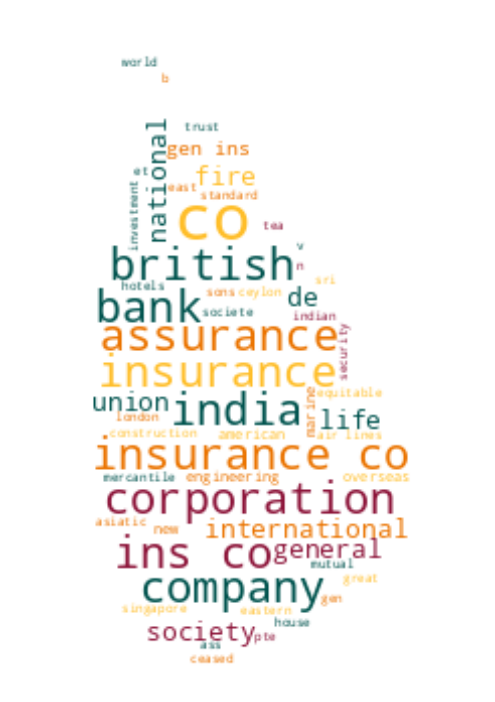 world
b
trust
national
gen ins
et
fire
east
investment
standard
co
tea
v
british
n
hotels
sri
sons
ceylon
de
bank
societe
indian
assurance
security
insurance
equitable
union
marine
india
life
london
construction
american
air lines
insurance co
mercantile
engineering
overseas
corporation
asiatic
new
international
ins co
general
mutual
company
great
gen
singapore
eastern
house
society
pte
ass
ceased